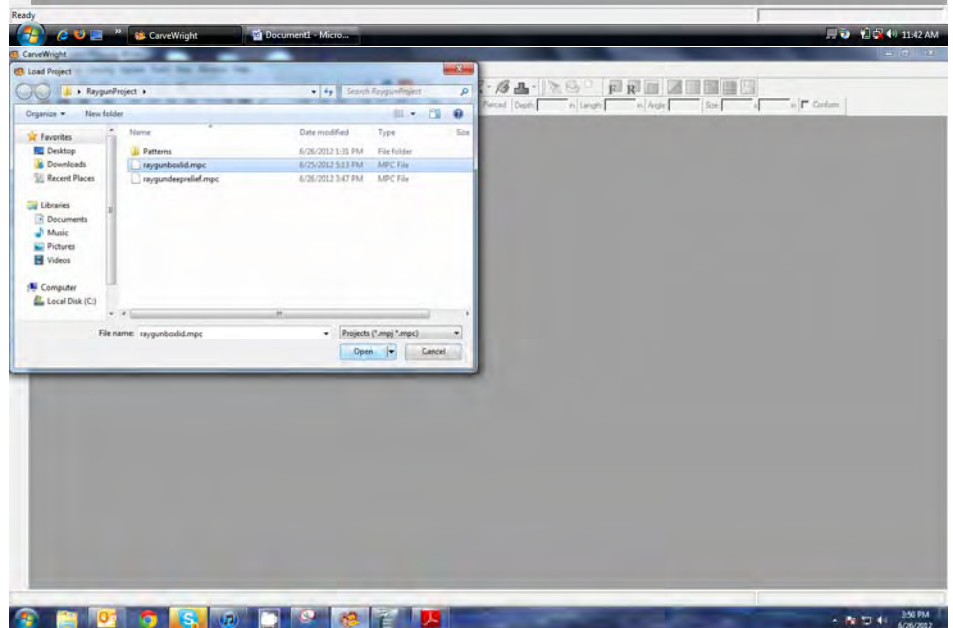 Ready
CarveWright Document1 - Micro... 11:42 AM
CarveWright
Load Project
RaygunProject Search RaygunProject
Pierced Depth in Length in Angle Size x in Conform
Organize New folder
Favorites
Desktop
Downloads
Recent Places
Libraries
Documents
Music
Pictures
Videos
Computer
Local Disk (C:)
Name Date modified Type Size
Patterns 6/26/2012 1:35 PM File folder
raygunboxlid.mpc 6/25/2012 5:13 PM MPC File
raygundeeprelief.mpc 6/26/2012 3:47 PM MPC File
File name: raygunboxlid.mpc Projects (*.mpj *.mpc)
Open Cancel
3:50 PM
6/26/2012